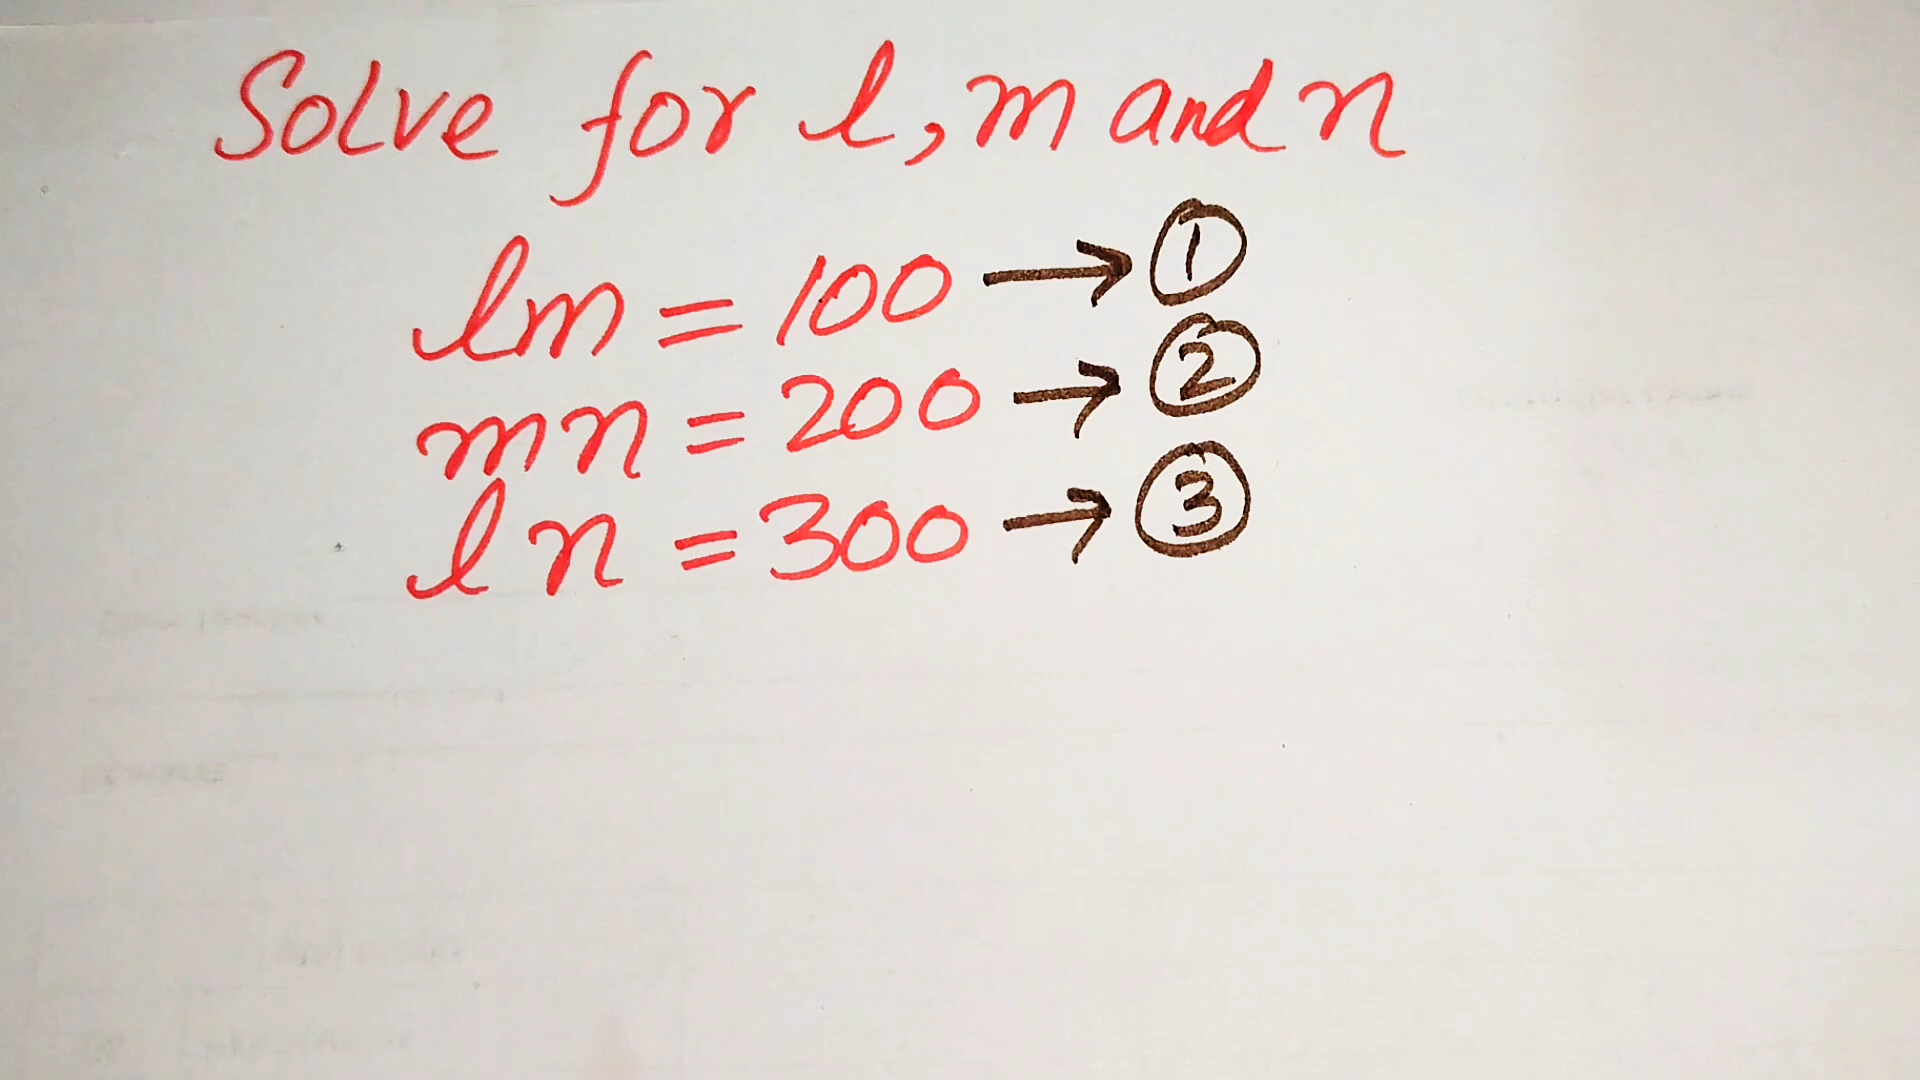 Solve for l, m and n
lm = 100 → ①
mn = 200 → ②
ln = 300 → ③